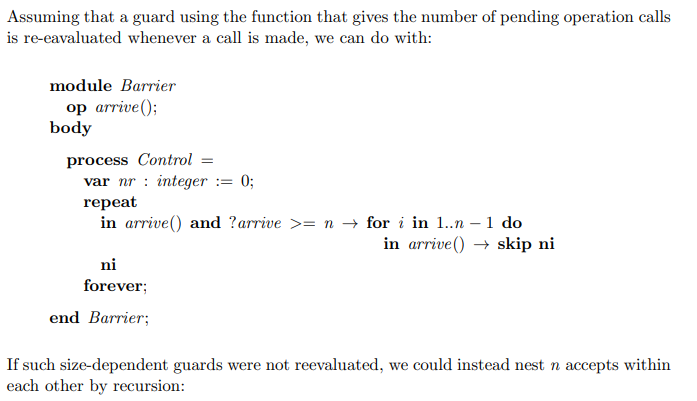 Assuming that a guard using the function that gives the number of pending operation calls
is re-eavaluated whenever a call is made, we can do with:
module Barrier
op arrive();
body
process Control =
var nr : integer := 0;
repeat
in arrive() and ?arrive >= n → for i in 1..n − 1 do
in arrive() → skip ni
ni
forever;
end Barrier;
If such size-dependent guards were not reevaluated, we could instead nest n accepts within
each other by recursion: